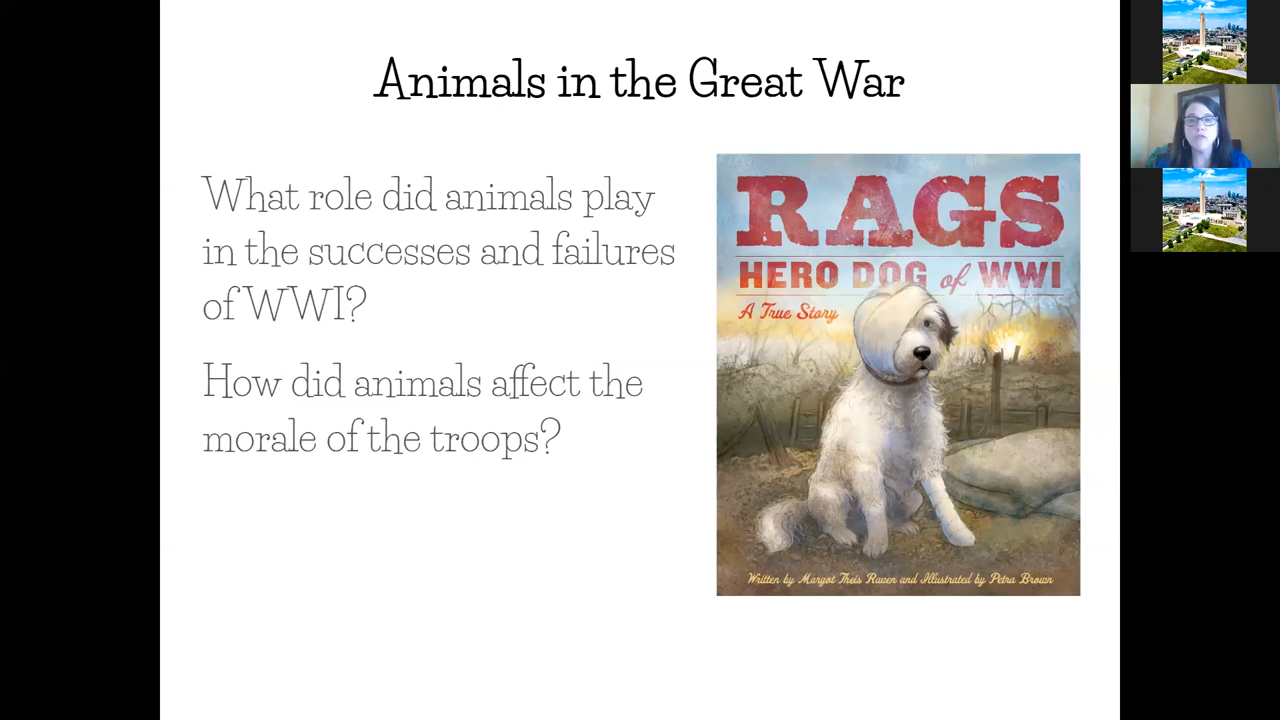 Animals in the Great War
What role did animals play
in the successes and failures
of WWI?
How did animals affect the
morale of the troops?
RAGS
HERO DOG of WWI
A True Story
Written by Margot Theis Raven and Illustrated by Petra Brown